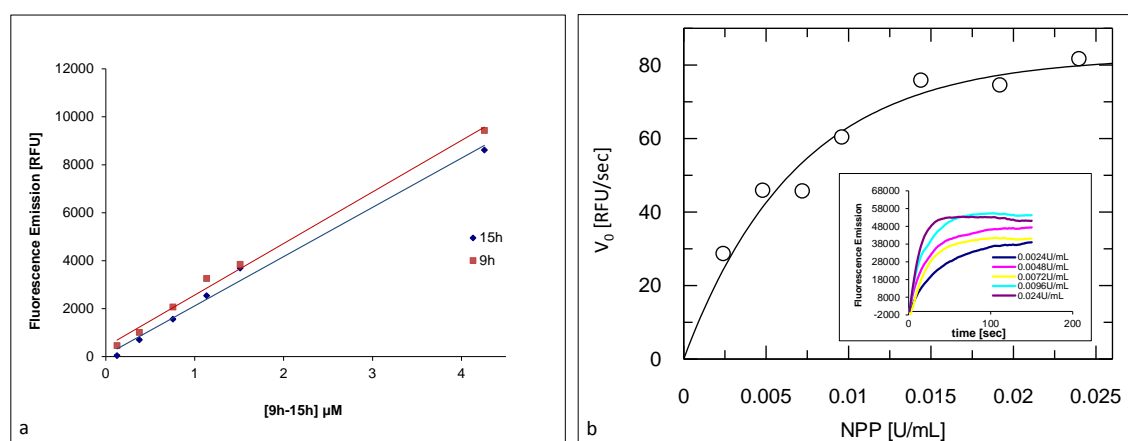 12000
10000
8000
6000
4000
2000
0
0 1 2 3 4
Fluorescence Emission [RFU]
[9h-15h] µM
15h
9h
a
80
60
40
20
0
0 0.005 0.01 0.015 0.02 0.025
V0 [RFU/sec]
NPP [U/mL]
68000
58000
48000
38000
28000
18000
8000
-2000
0 100 200
Fluorescence Emission
time [sec]
0.0024U/mL
0.0048U/mL
0.0072U/mL
0.0096U/mL
0.024U/mL
b